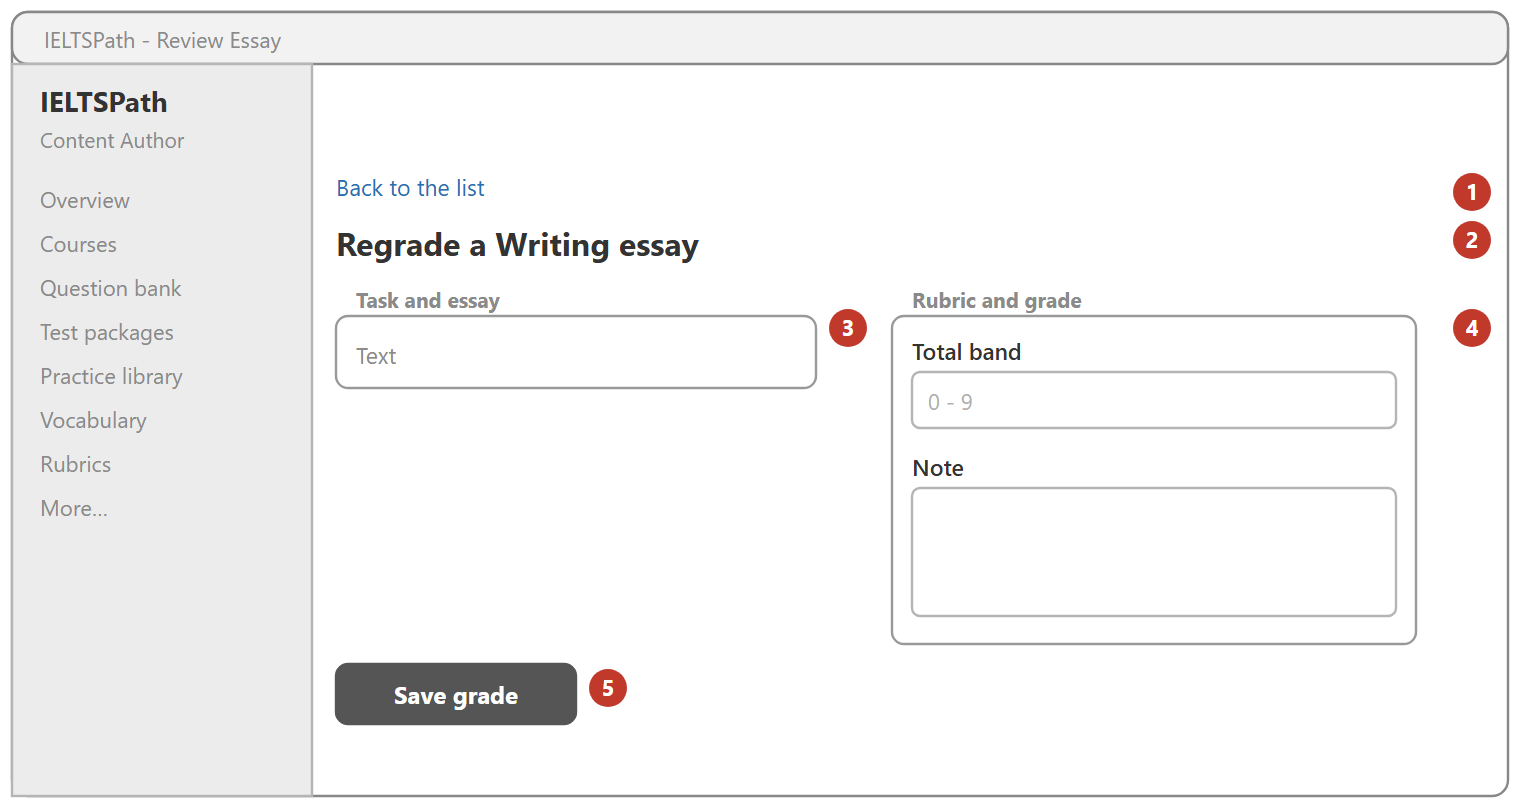 IELTSPath - Review Essay
IELTSPath
Content Author
Overview
Courses
Question bank
Test packages
Practice library
Vocabulary
Rubrics
More...
Back to the list
1
Regrade a Writing essay
2
Task and essay
Text
3
Rubric and grade
4
Total band
0 - 9
Note
Save grade
5